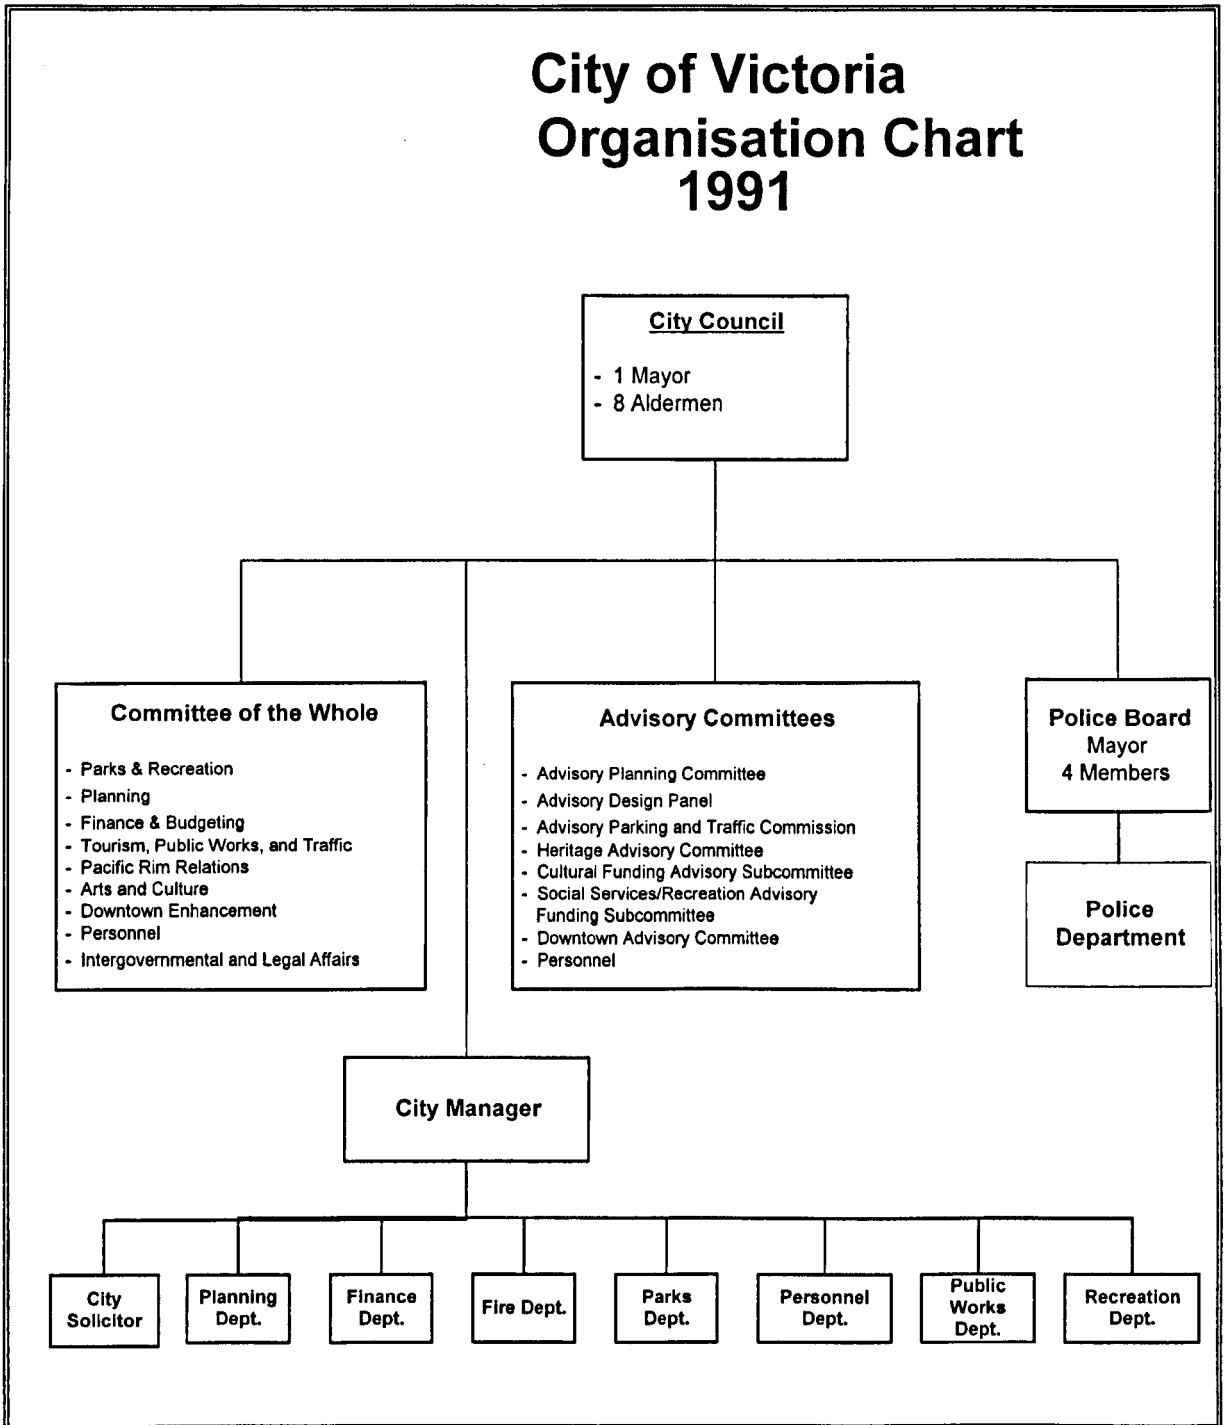 City of Victoria
Organisation Chart
1991
City Council
- 1 Mayor
- 8 Aldermen
Committee of the Whole
- Parks & Recreation
- Planning
- Finance & Budgeting
- Tourism, Public Works, and Traffic
- Pacific Rim Relations
- Arts and Culture
- Downtown Enhancement
- Personnel
- Intergovernmental and Legal Affairs
Advisory Committees
- Advisory Planning Committee
- Advisory Design Panel
- Advisory Parking and Traffic Commission
- Heritage Advisory Committee
- Cultural Funding Advisory Subcommittee
- Social Services/Recreation Advisory
Funding Subcommittee
- Downtown Advisory Committee
- Personnel
Police Board
Mayor
4 Members
Police
Department
City Manager
City
Solicitor
Planning
Dept.
Finance
Dept.
Fire Dept.
Parks
Dept.
Personnel
Dept.
Public
Works
Dept.
Recreation
Dept.